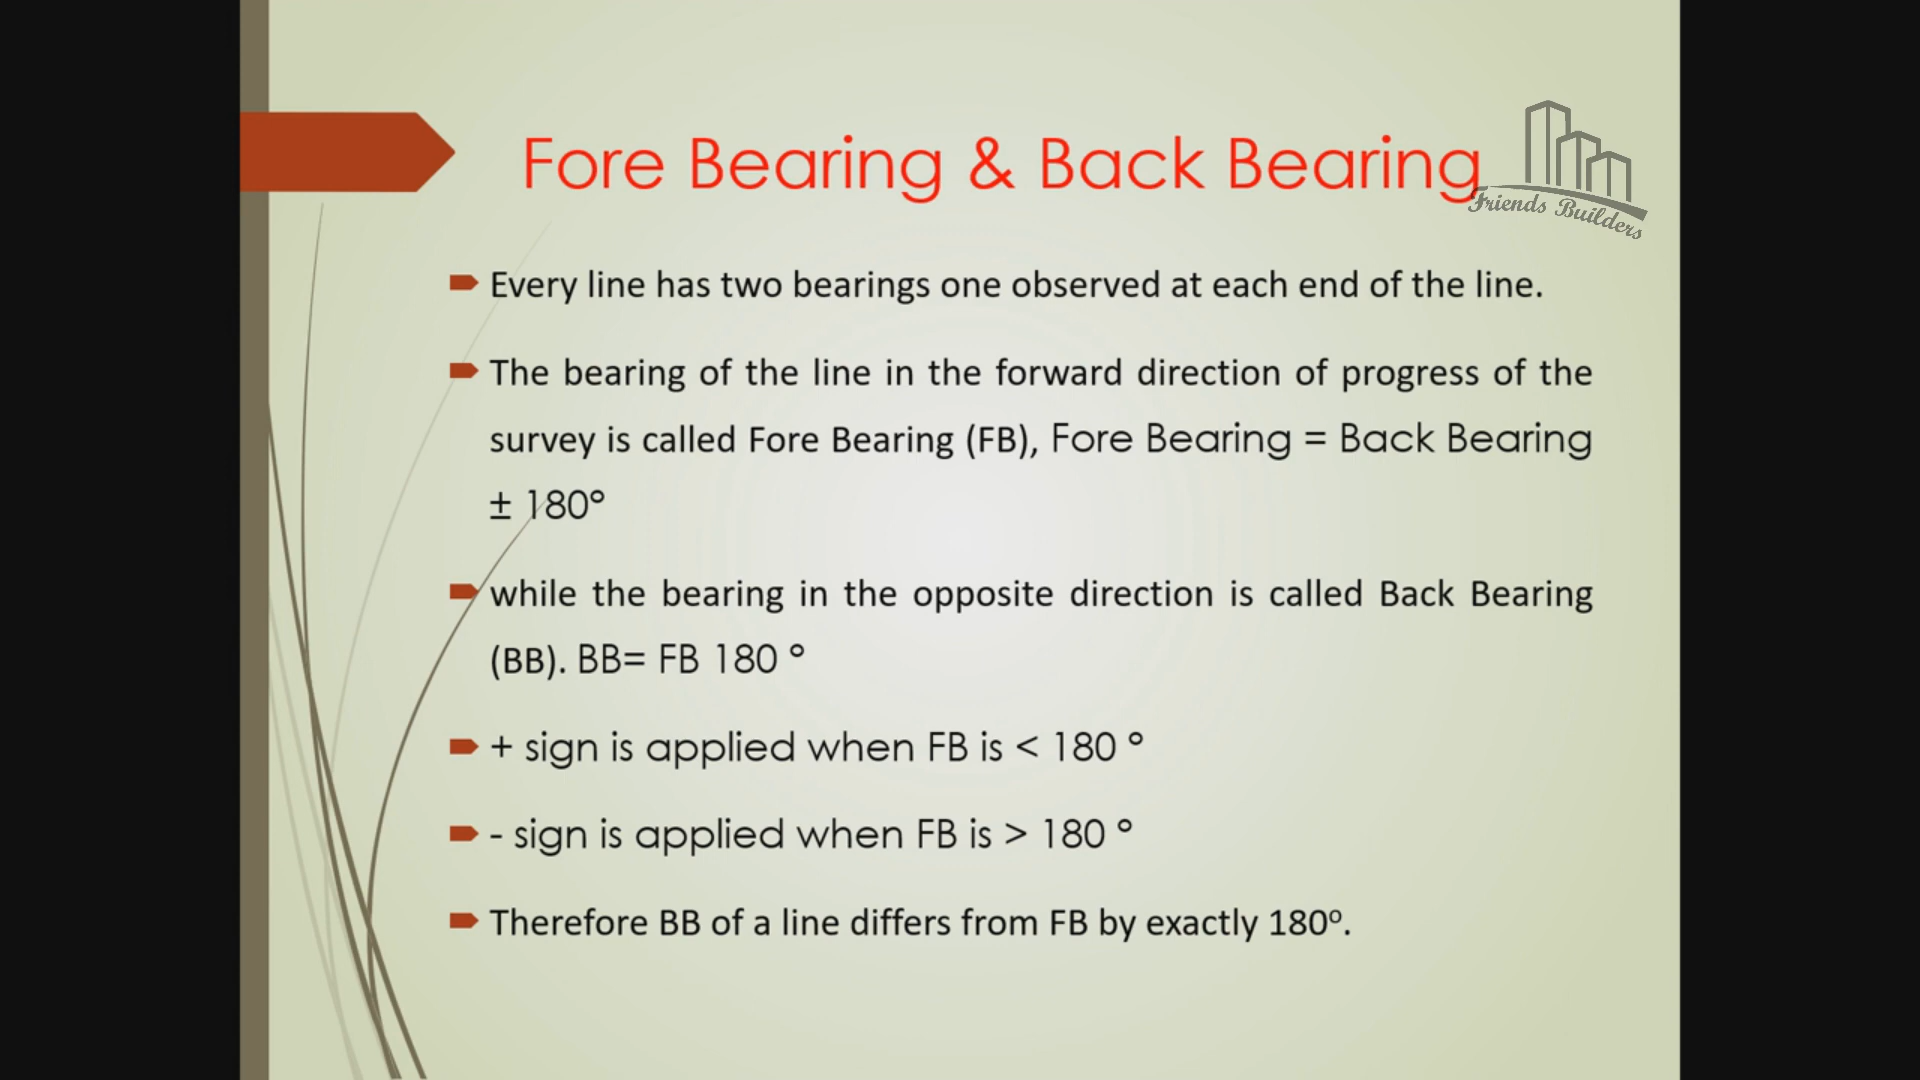 Fore Bearing & Back Bearing
Friends Builders
Every line has two bearings one observed at each end of the line.
The bearing of the line in the forward direction of progress of the
survey is called Fore Bearing (FB), Fore Bearing = Back Bearing
± 180°
while the bearing in the opposite direction is called Back Bearing
(BB). BB= FB 180 °
+ sign is applied when FB is < 180 °
- sign is applied when FB is > 180 °
Therefore BB of a line differs from FB by exactly 180º.